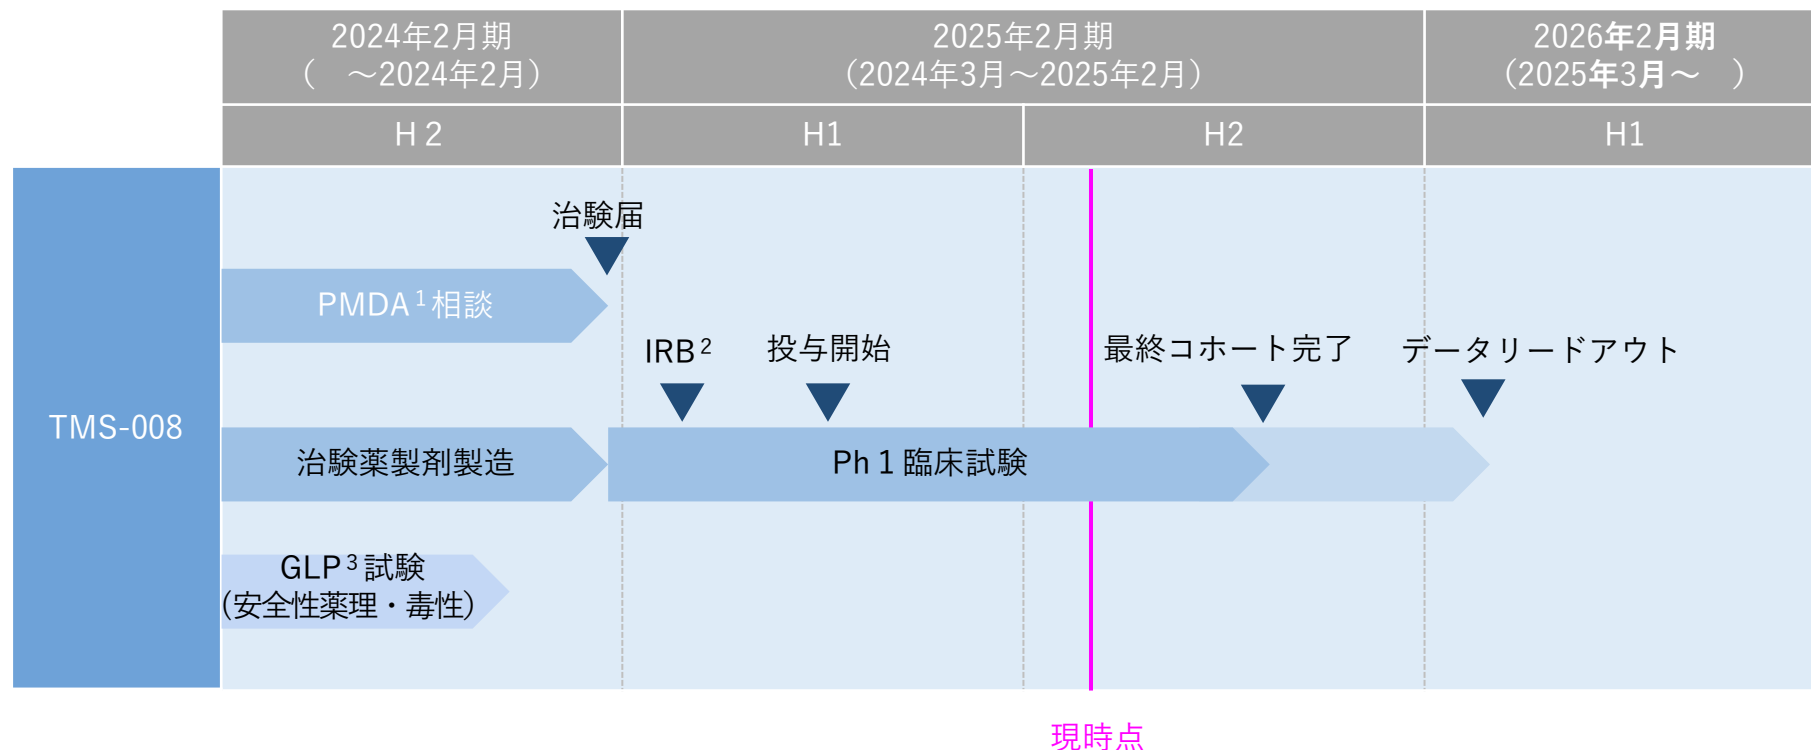 2024年2月期
（　～2024年2月）
2025年2月期
（2024年3月～2025年2月）
2026年2月期
（2025年3月～　）
H 2
H1
H2
H1
TMS-008
治験届
PMDA 1 相談
IRB 2
投与開始
最終コホート完了
データリードアウト
治験薬製剤製造
Ph 1 臨床試験
GLP 3 試験
（安全性薬理・毒性）
現時点